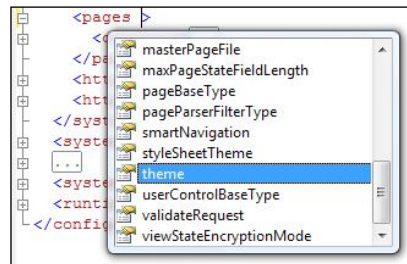 <pages >
<c
masterPageFile
</pa
maxPageStateFieldLength
<htt
pageBaseType
<htt
pageParserFilterType
</syst
smartNavigation
<syste
styleSheetTheme
...
theme
<syste
userControlBaseType
<runti
validateRequest
</config
viewStateEncryptionMode